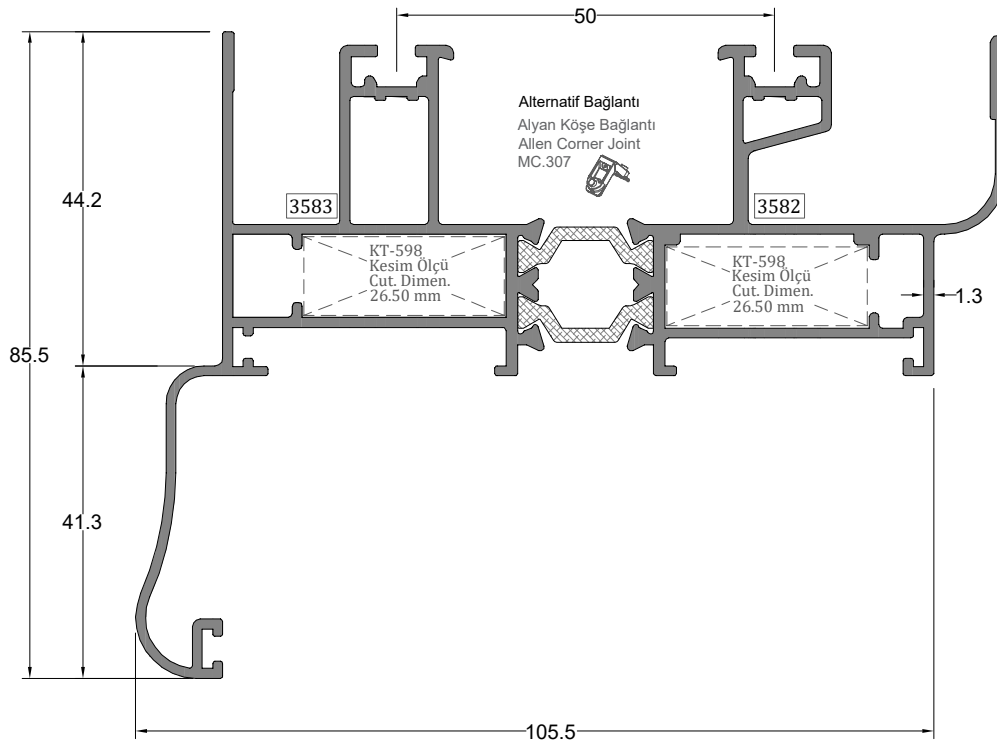 50
Alternatif Bağlantı
Alyan Köşe Bağlantı
Allen Corner Joint
MC.307
44.2
3583
3582
KT-598
Kesim Ölçü
Cut. Dimen.
26.50 mm
KT-598
Kesim Ölçü
Cut. Dimen.
26.50 mm
1.3
85.5
41.3
105.5